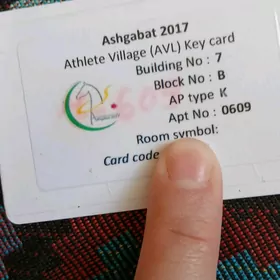 Ashgabat 2017
Athlete Village (AVL) Key card
Building No : 7
Block No : B
AP type K
Apt No : 0609
Room symbol:
Card code